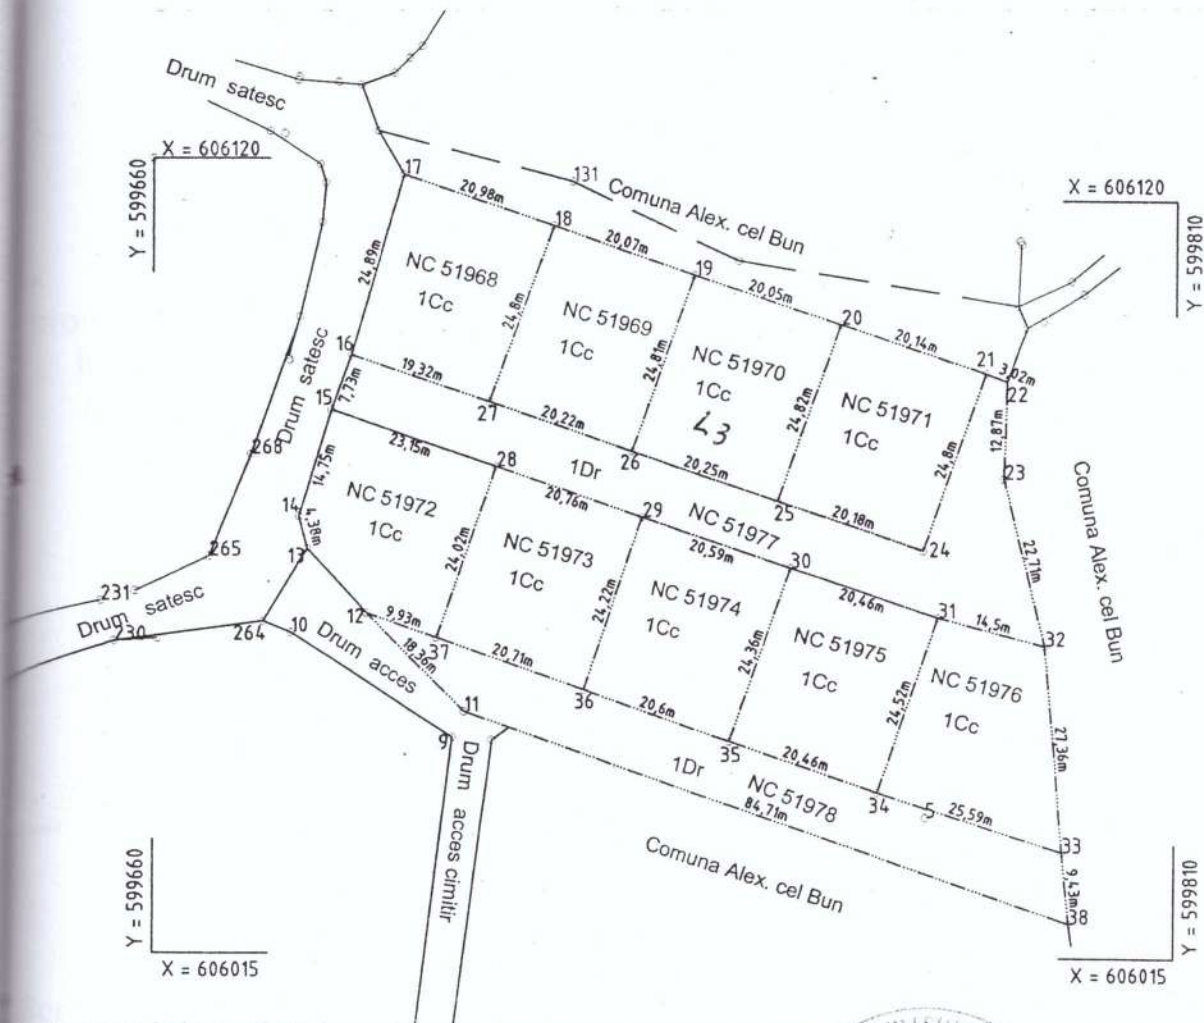 Drum satesc
X = 606120
Y = 599660
X = 606120
Y = 599810
131
Comuna Alex. cel Bun
17
20,98m
18
20,07m
19
20,05m
20
20,14m
21
3,02m
22
24,89m
NC 51968
1Cc
24,8m
NC 51969
1Cc
24,81m
NC 51970
1Cc
L3
24,82m
NC 51971
1Cc
24,8m
12,87m
23
16
19,32m
27
20,22m
26
20,25m
25
20,18m
24
7,73m
15
Drum satesc
268
23,15m
28
1Dr
20,76m
29
NC 51977
20,59m
30
20,46m
31
14,5m
32
22,71m
Comuna Alex. cel Bun
14,75m
14
4,38m
13
NC 51972
1Cc
24,02m
NC 51973
1Cc
24,22m
NC 51974
1Cc
24,36m
NC 51975
1Cc
24,52m
NC 51976
1Cc
27,36m
265
231
Drum satesc
230
264
10
Drum acces
12
9,93m
37
18,36m
20,71m
36
20,6m
35
20,46m
34
5
25,59m
33
9,43m
38
11
9
1Dr
NC 51978
84,71m
Drum acces cimitir
Comuna Alex. cel Bun
Y = 599660
X = 606015
Y = 599810
X = 606015